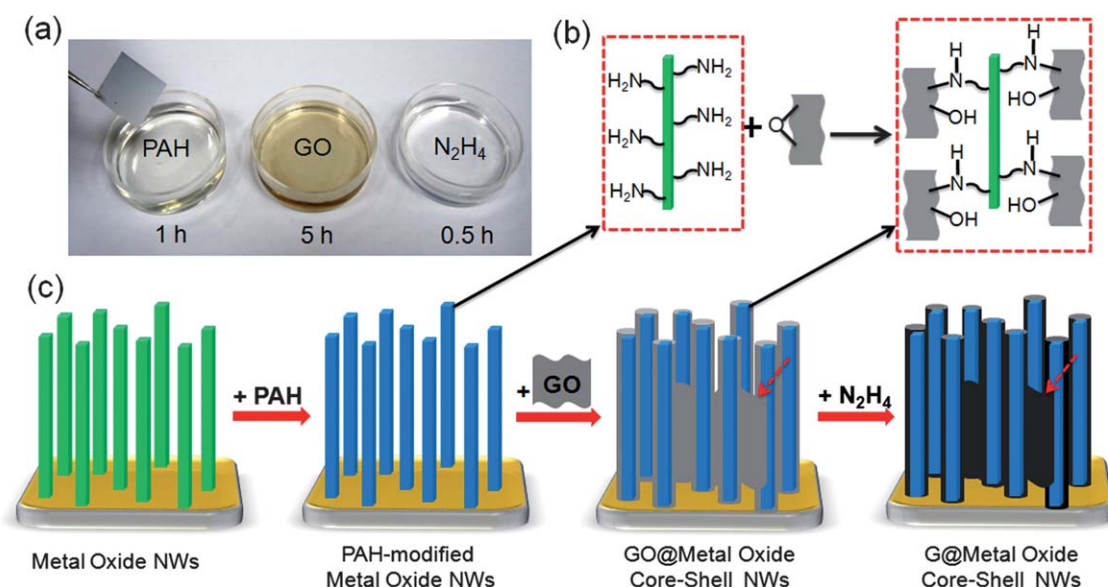 (a)
PAH
GO
N₂H₄
1 h
5 h
0.5 h
(b)
H₂N
NH₂
H₂N
NH₂
H₂N
NH₂
+
O
H
N
OH
H
N
HO
H
N
OH
H
N
HO
(c)
+ PAH
+ GO
+ N₂H₄
Metal Oxide NWs
PAH-modified
Metal Oxide NWs
GO@Metal Oxide
Core-Shell NWs
G@Metal Oxide
Core-Shell NWs